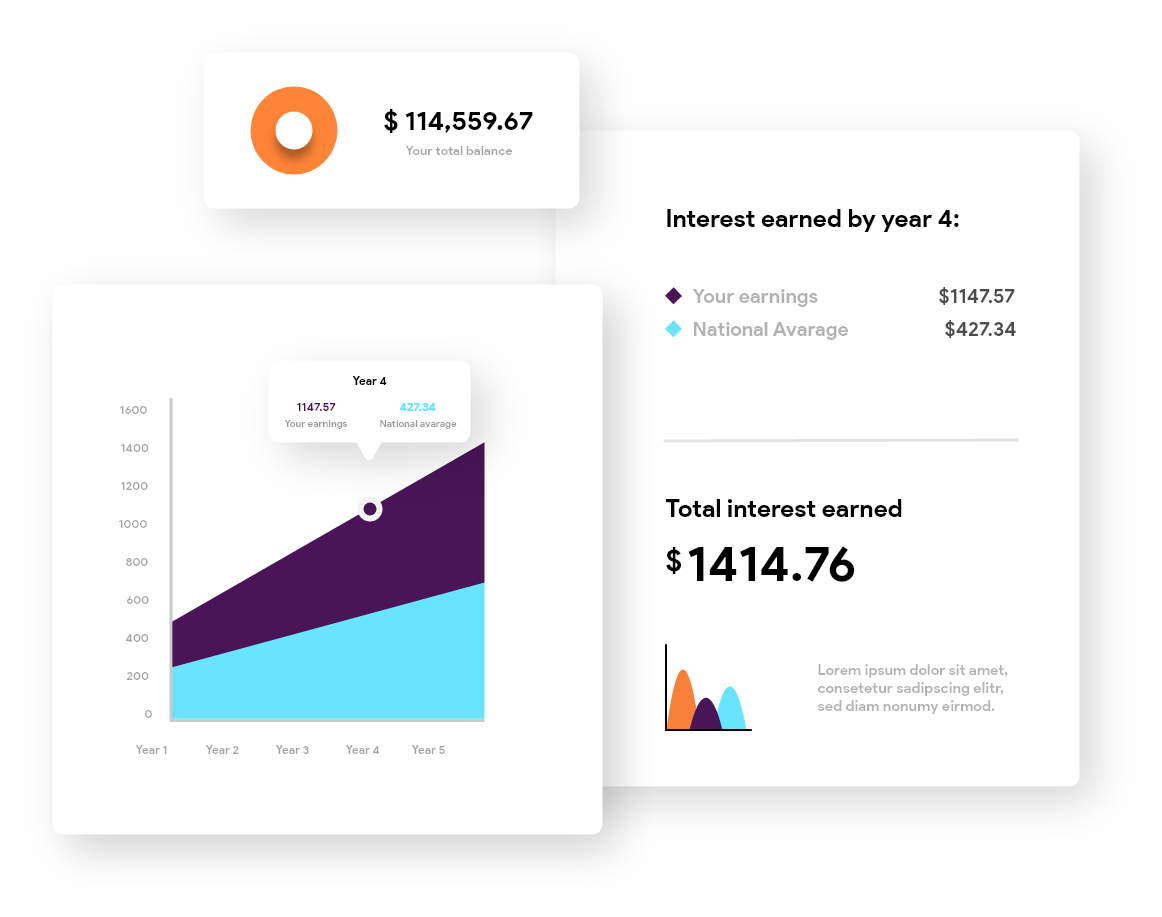 $ 114,559.67
Your total balance
Interest earned by year 4:
Your earnings $1147.57
National Avarage $427.34
Total interest earned
$ 1414.76
Lorem ipsum dolor sit amet,
consetetur sadipscing elitr,
sed diam nonumy eirmod.
Year 4
1147.57 427.34
Your earnings National avarage
1600
1400
1200
1000
800
600
400
200
0
Year 1 Year 2 Year 3 Year 4 Year 5